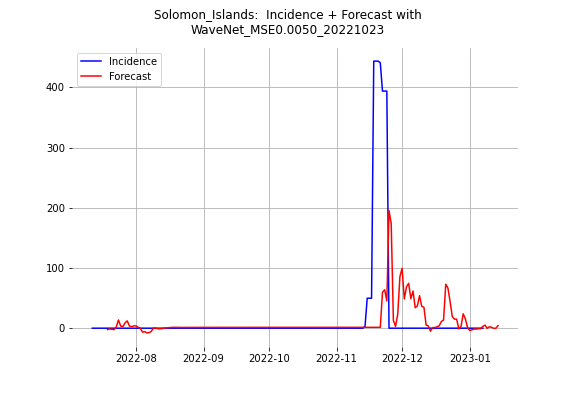 Solomon_Islands:  Incidence + Forecast with
WaveNet_MSE0.0050_20221023
Incidence
Forecast
400
300
200
100
0
2022-08 2022-09 2022-10 2022-11 2022-12 2023-01